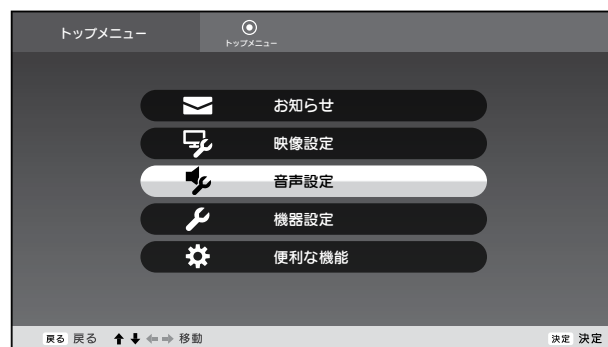 トップメニュー
トップメニュー
お知らせ
映像設定
音声設定
機器設定
便利な機能
戻る 戻る ↑ ↓ ← → 移動 決定 決定